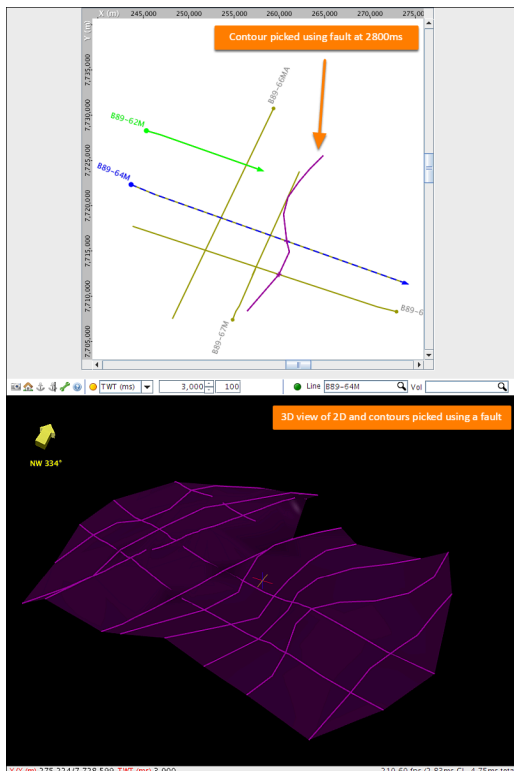 X (m) 245,000 250,000 255,000 260,000 265,000 270,000 275,00
Y (m)
7,735,000
7,730,000
7,725,000
7,720,000
7,715,000
7,710,000
7,705,000
Contour picked using fault at 2800ms
B89-66MA
B89-62M
B89-64M
B89-6
B89-67M
TWT (ms) 3,000 100 Line B89-64M Vol
3D view of 2D and contours picked using a fault
NW 334°